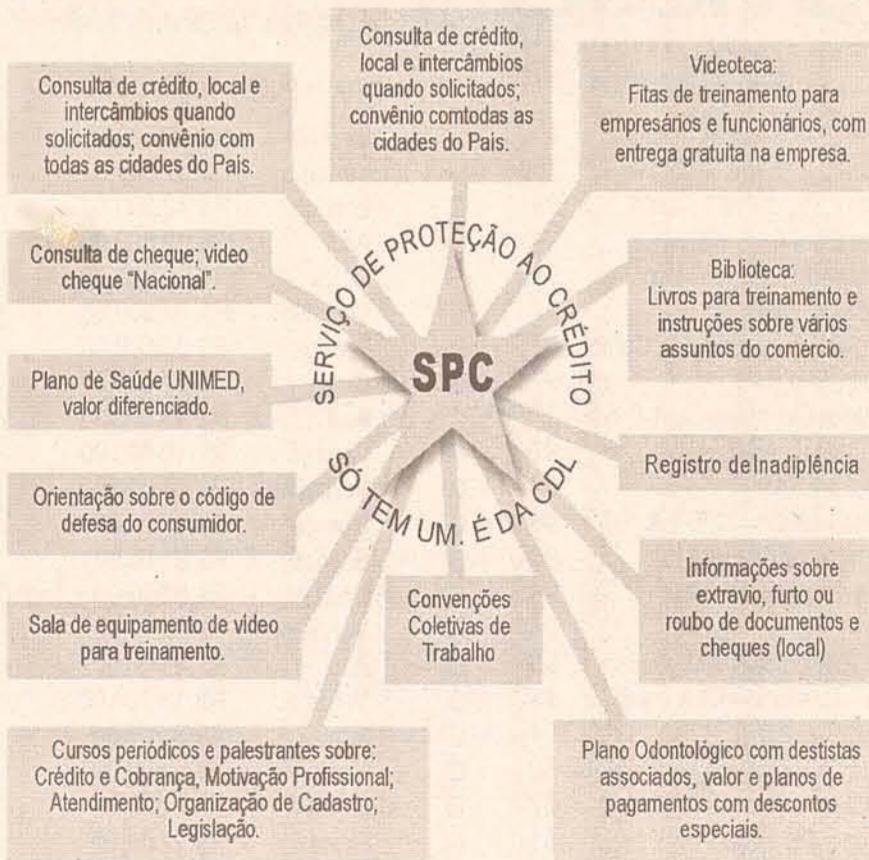 Consulta de crédito, local e
intercâmbios quando
solicitados; convênio com
todas as cidades do País.
Consulta de crédito,
local e intercâmbios
quando solicitados;
convênio comtodas as
cidades do País.
Videoteca:
Fitas de treinamento para
empresários e funcionários, com
entrega gratuita na empresa.
Consulta de cheque; video
cheque "Nacional".
Biblioteca:
Livros para treinamento e
instruções sobre vários
assuntos do comércio.
SERVIÇO DE PROTEÇÃO AO CRÉDITO
SPC
SÓ TEM UM. É DA CDL
Plano de Saúde UNIMED,
valor diferenciado.
Registro de Inadiplência
Orientação sobre o código de
defesa do consumidor.
Informações sobre
extravio, furto ou
roubo de documentos e
cheques (local)
Sala de equipamento de vídeo
para treinamento.
Convenções
Coletivas de
Trabalho
Cursos periódicos e palestrantes sobre:
Crédito e Cobrança, Motivação Profissional;
Atendimento; Organização de Cadastro;
Legislação.
Plano Odontológico com destistas
associados, valor e planos de
pagamentos com descontos
especiais.